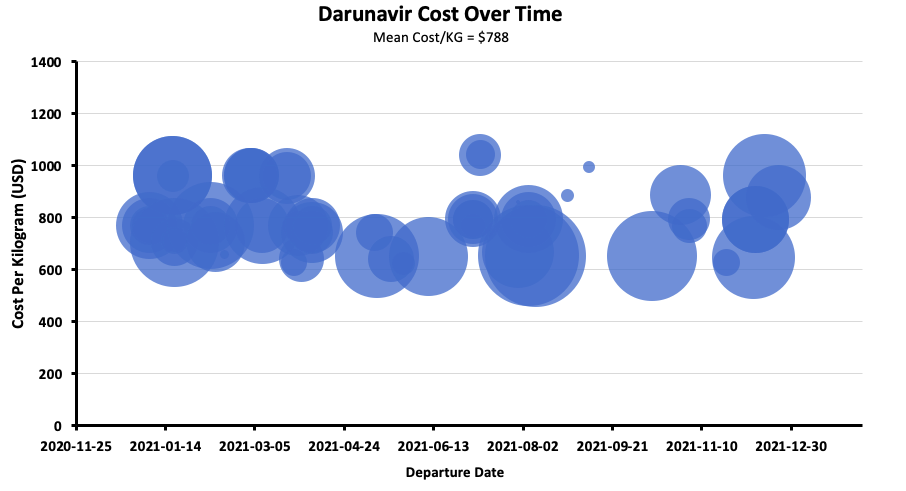 Darunavir Cost Over Time
Mean Cost/KG = $788
Cost Per Kilogram (USD)
1400
1200
1000
800
600
400
200
0
2020-11-25 2021-01-14 2021-03-05 2021-04-24 2021-06-13 2021-08-02 2021-09-21 2021-11-10 2021-12-30
Departure Date